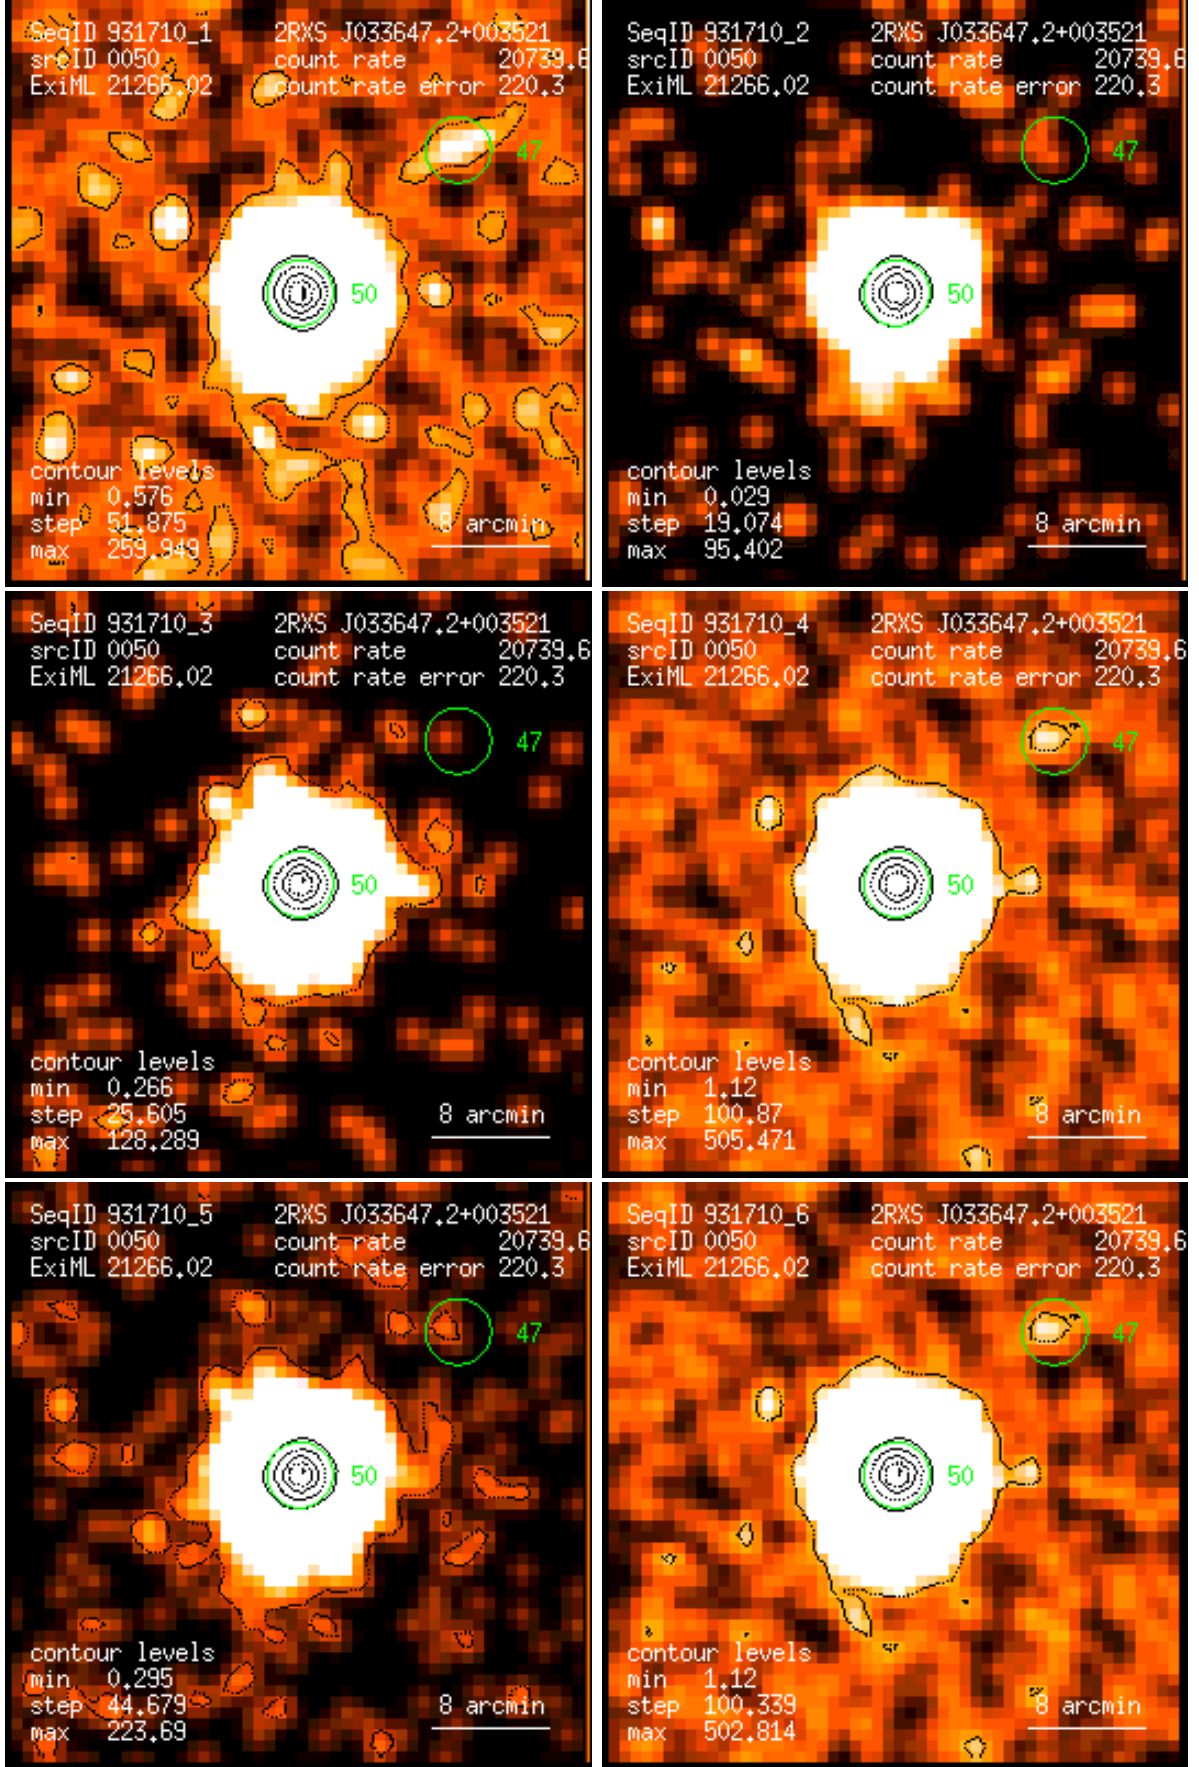 SeqID 931710_1 2RXS J033647.2+003521
srcID 0050 count rate 20739.6
ExiML 21266.02 count rate error 220.3
47
50
contour levels
min 0.576
step 51.875 8 arcmin
max 259.949
SeqID 931710_2 2RXS J033647.2+003521
srcID 0050 count rate 20739.6
ExiML 21266.02 count rate error 220.3
47
50
contour levels
min 0.029
step 19.074 8 arcmin
max 95.402
SeqID 931710_3 2RXS J033647.2+003521
srcID 0050 count rate 20739.6
ExiML 21266.02 count rate error 220.3
47
50
contour levels
min 0.266
step 25.605 8 arcmin
max 128.289
SeqID 931710_4 2RXS J033647.2+003521
srcID 0050 count rate 20739.6
ExiML 21266.02 count rate error 220.3
47
50
contour levels
min 1.12
step 100.87 8 arcmin
max 505.471
SeqID 931710_5 2RXS J033647.2+003521
srcID 0050 count rate 20739.6
ExiML 21266.02 count rate error 220.3
47
50
contour levels
min 0.295
step 44.679 8 arcmin
max 223.69
SeqID 931710_6 2RXS J033647.2+003521
srcID 0050 count rate 20739.6
ExiML 21266.02 count rate error 220.3
47
50
contour levels
min 1.12
step 100.339 8 arcmin
max 502.814